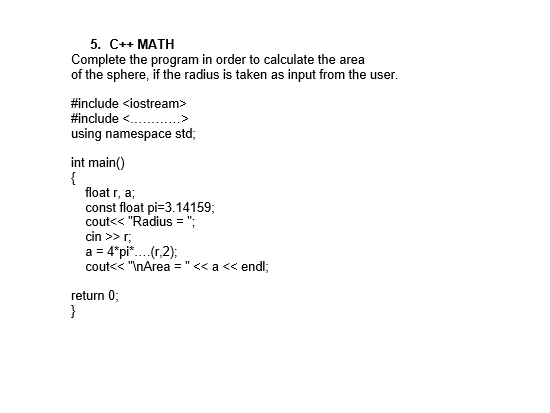 5. C++ MATH
Complete the program in order to calculate the area
of the sphere, if the radius is taken as input from the user.
#include <iostream>
#include <…………>
using namespace std;
int main()
{
float r, a;
const float pi=3.14159;
cout<< "Radius = ";
cin >> r;
a = 4*pi*….(r,2);
cout<< "\nArea = " << a << endl;
return 0;
}